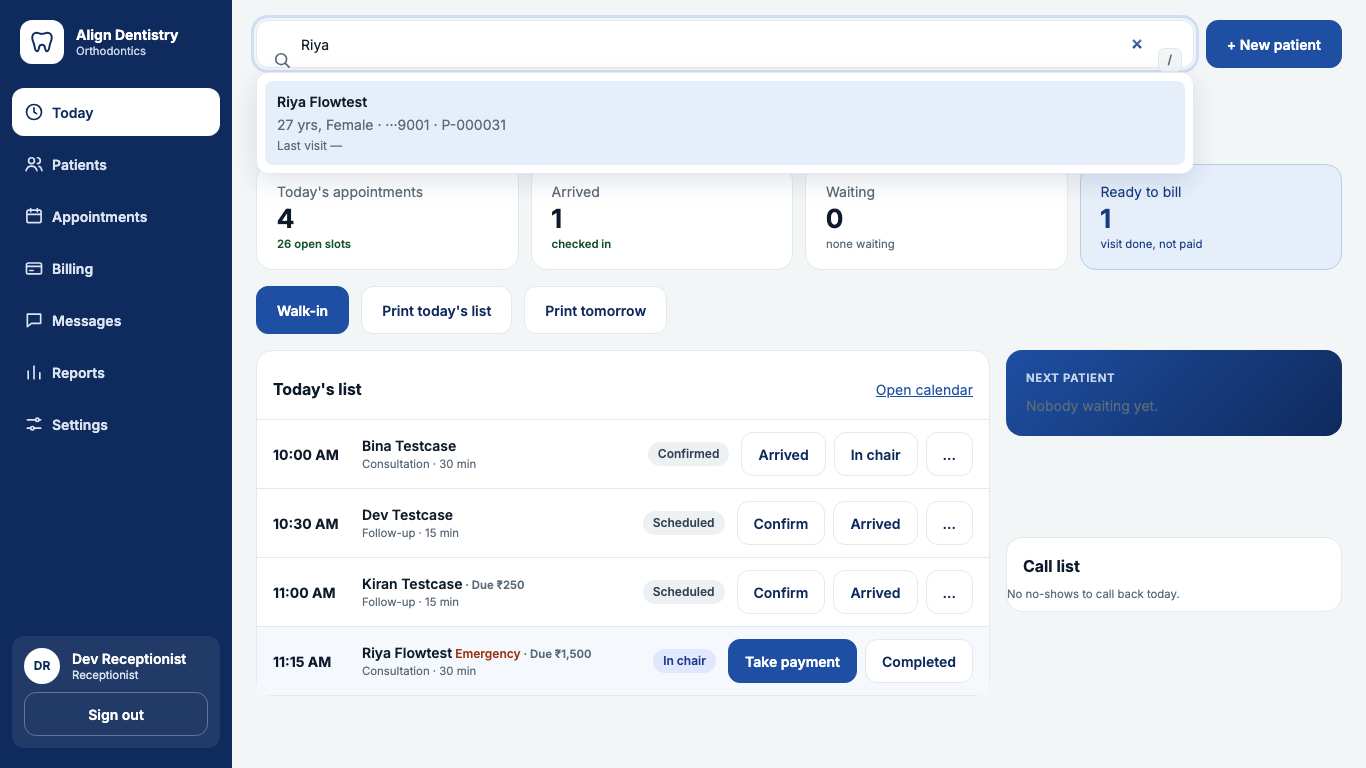 Align Dentistry
Orthodontics
Today
Patients
Appointments
Billing
Messages
Reports
Settings
DR
Dev Receptionist
Receptionist
Sign out
Riya
×
/
+ New patient
Riya Flowtest
27 yrs, Female · ···9001 · P-000031
Last visit —
Today's appointments
4
26 open slots
Arrived
1
checked in
Waiting
0
none waiting
Ready to bill
1
visit done, not paid
Walk-in
Print today's list
Print tomorrow
Today's list
Open calendar
10:00 AM
Bina Testcase
Consultation · 30 min
Confirmed
Arrived
In chair
...
10:30 AM
Dev Testcase
Follow-up · 15 min
Scheduled
Confirm
Arrived
...
11:00 AM
Kiran Testcase · Due ₹250
Follow-up · 15 min
Scheduled
Confirm
Arrived
...
11:15 AM
Riya Flowtest Emergency · Due ₹1,500
Consultation · 30 min
In chair
Take payment
Completed
NEXT PATIENT
Nobody waiting yet.
Call list
No no-shows to call back today.